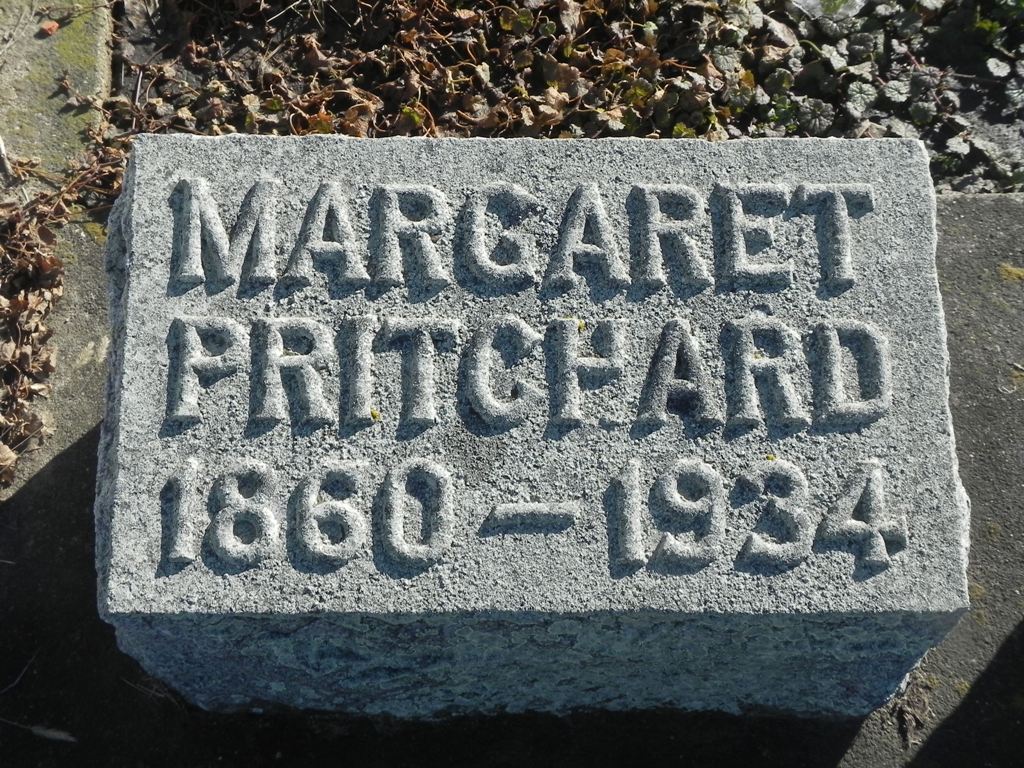 MARGARET
PRITCHARD
1860 – 1934